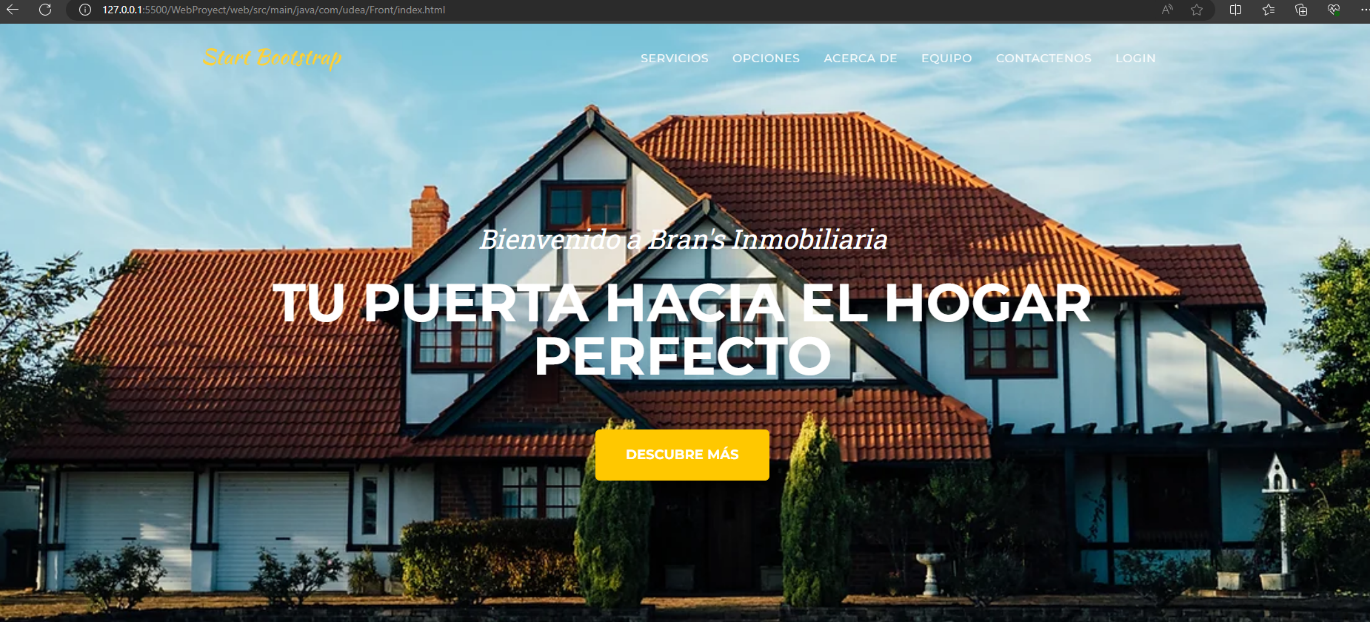 127.0.0.1:5500/WebProyect/web/src/main/java/com/udea/Front/index.html
Start Bootstrap
SERVICIOS OPCIONES ACERCA DE EQUIPO CONTACTENOS LOGIN
Bienvenido a Bran's Inmobiliaria
TU PUERTA HACIA EL HOGAR
PERFECTO
DESCUBRE MÁS